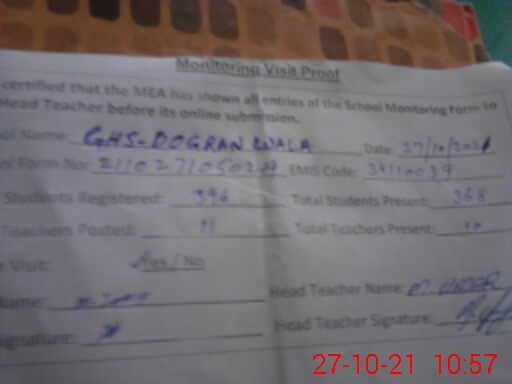 Monitoring Visit Proof
certified that the MEA has shown all entries of the School Monitoring Form to
Head Teacher before its online submission.
ol Name: GHS-DOGRAN WALA Date: 27/10/2021
ol Form No: EMIS Code: 34110039
Students Registered: 396 Total Students Present: 368
Teachers Posted: 11 Total Teachers Present: 10
e Visit: Yes / No
Name: Head Teacher Name: M. UMAR
Signature: Head Teacher Signature:
27-10-21 10:57